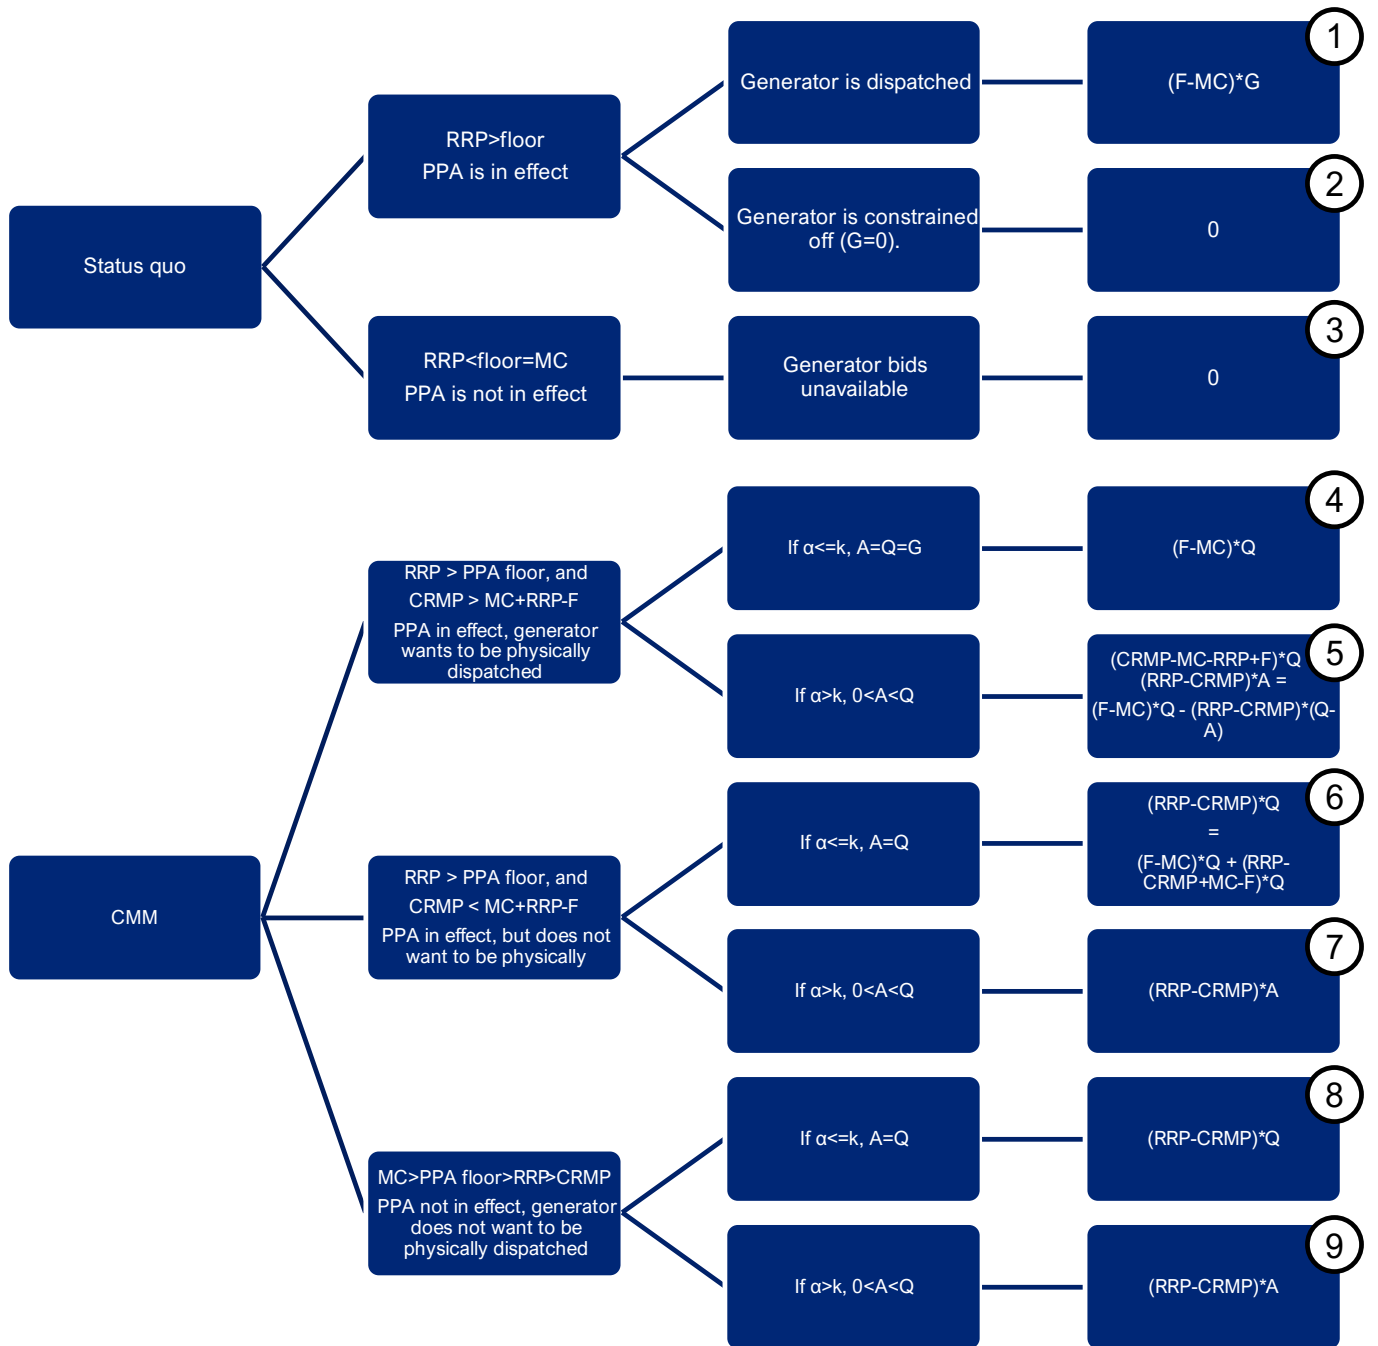 Status quo
RRP>floor
PPA is in effect
Generator is dispatched
(F-MC)*G
1
Generator is constrained
off (G=0).
0
2
RRP<floor=MC
PPA is not in effect
Generator bids
unavailable
0
3
CMM
RRP > PPA floor, and
CRMP > MC+RRP-F
PPA in effect, generator
wants to be physically
dispatched
If α<=k, A=Q=G
(F-MC)*Q
4
If α>k, 0<A<Q
(CRMP-MC-RRP+F)*Q
(RRP-CRMP)*A =
(F-MC)*Q - (RRP-CRMP)*(Q-
A)
5
RRP > PPA floor, and
CRMP < MC+RRP-F
PPA in effect, but does not
want to be physically
If α<=k, A=Q
(RRP-CRMP)*Q
=
(F-MC)*Q + (RRP-
CRMP+MC-F)*Q
6
If α>k, 0<A<Q
(RRP-CRMP)*A
7
MC>PPA floor>RRP>CRMP
PPA not in effect, generator
does not want to be
physically dispatched
If α<=k, A=Q
(RRP-CRMP)*Q
8
If α>k, 0<A<Q
(RRP-CRMP)*A
9